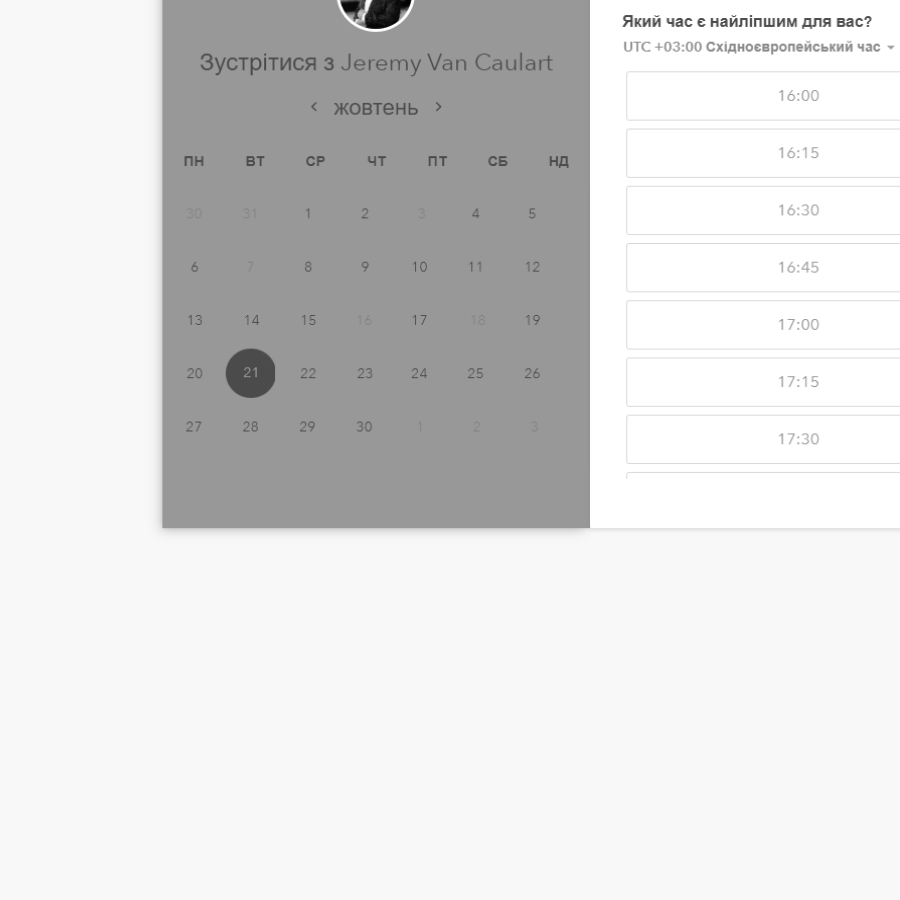 Зустрітися з Jeremy Van Caulart
жовтень
ПН ВТ СР ЧТ ПТ СБ НД
30 31 1 2 3 4 5
6 7 8 9 10 11 12
13 14 15 16 17 18 19
20 21 22 23 24 25 26
27 28 29 30 1 2 3
Який час є найліпшим для вас?
UTC +03:00 Східноєвропейський час
16:00
16:15
16:30
16:45
17:00
17:15
17:30